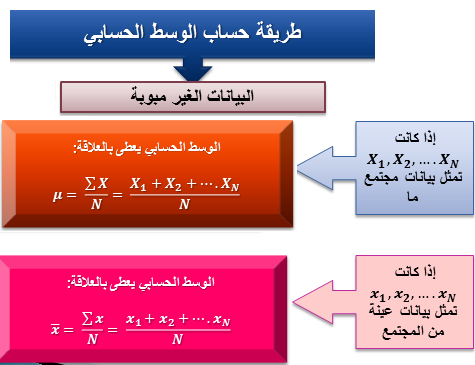 طريقة حساب الوسط الحسابي
البيانات الغير مبوبة
إذا كانت
X₁, X₂, …. X_N
تمثل بيانات مجتمع
ما
الوسط الحسابي يعطى بالعلاقة:
μ = ∑X / N = X₁ + X₂ + ⋯. X_N / N
إذا كانت
x₁, x₂, …. x_N
تمثل بيانات عينة
من المجتمع
الوسط الحسابي يعطى بالعلاقة:
x̄ = ∑x / N = x₁ + x₂ + ⋯. x_N / N